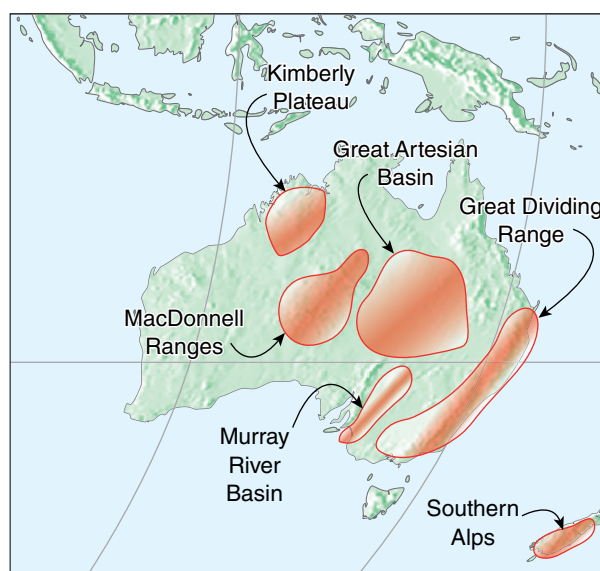 Kimberly
Plateau
Great Artesian
Basin
Great Dividing
Range
MacDonnell
Ranges
Murray
River
Basin
Southern
Alps